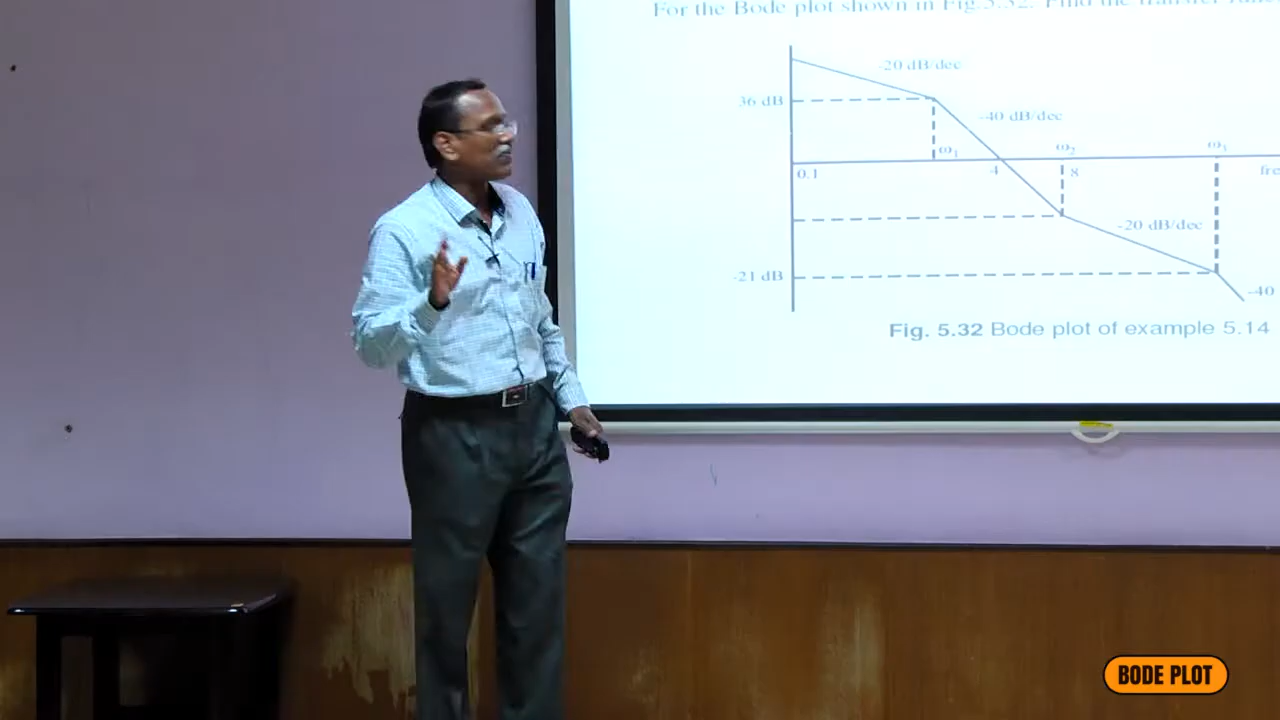 For the Bode plot shown in Fig.5.32. Find the transfer
-20 dB/dec
36 dB
-40 dB/dec
ω₁
ω₂
0.1
4
8
-20 dB/dec
-21 dB
-40
Fig. 5.32 Bode plot of example 5.14
BODE PLOT